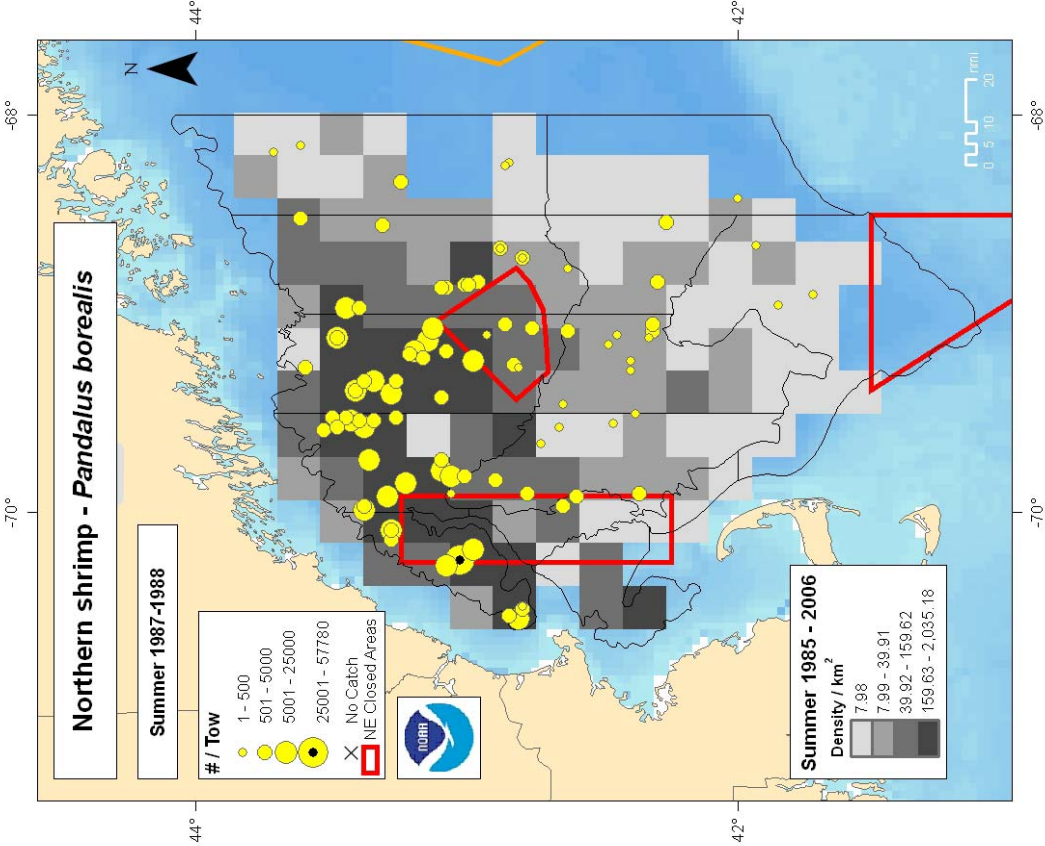 Northern shrimp - Pandalus borealis
Summer 1987-1988
# / Tow
1 - 500
501 - 5000
5001 - 25000
25001 - 57780
No Catch
NE Closed Areas
NOAA
Summer 1985 - 2006
Density / km²
7.98
7.99 - 39.91
39.92 - 159.62
159.63 - 2,035.18
N
0 5 10 20
nmi
-70°
-68°
-70°
-68°
44°
42°
44°
42°